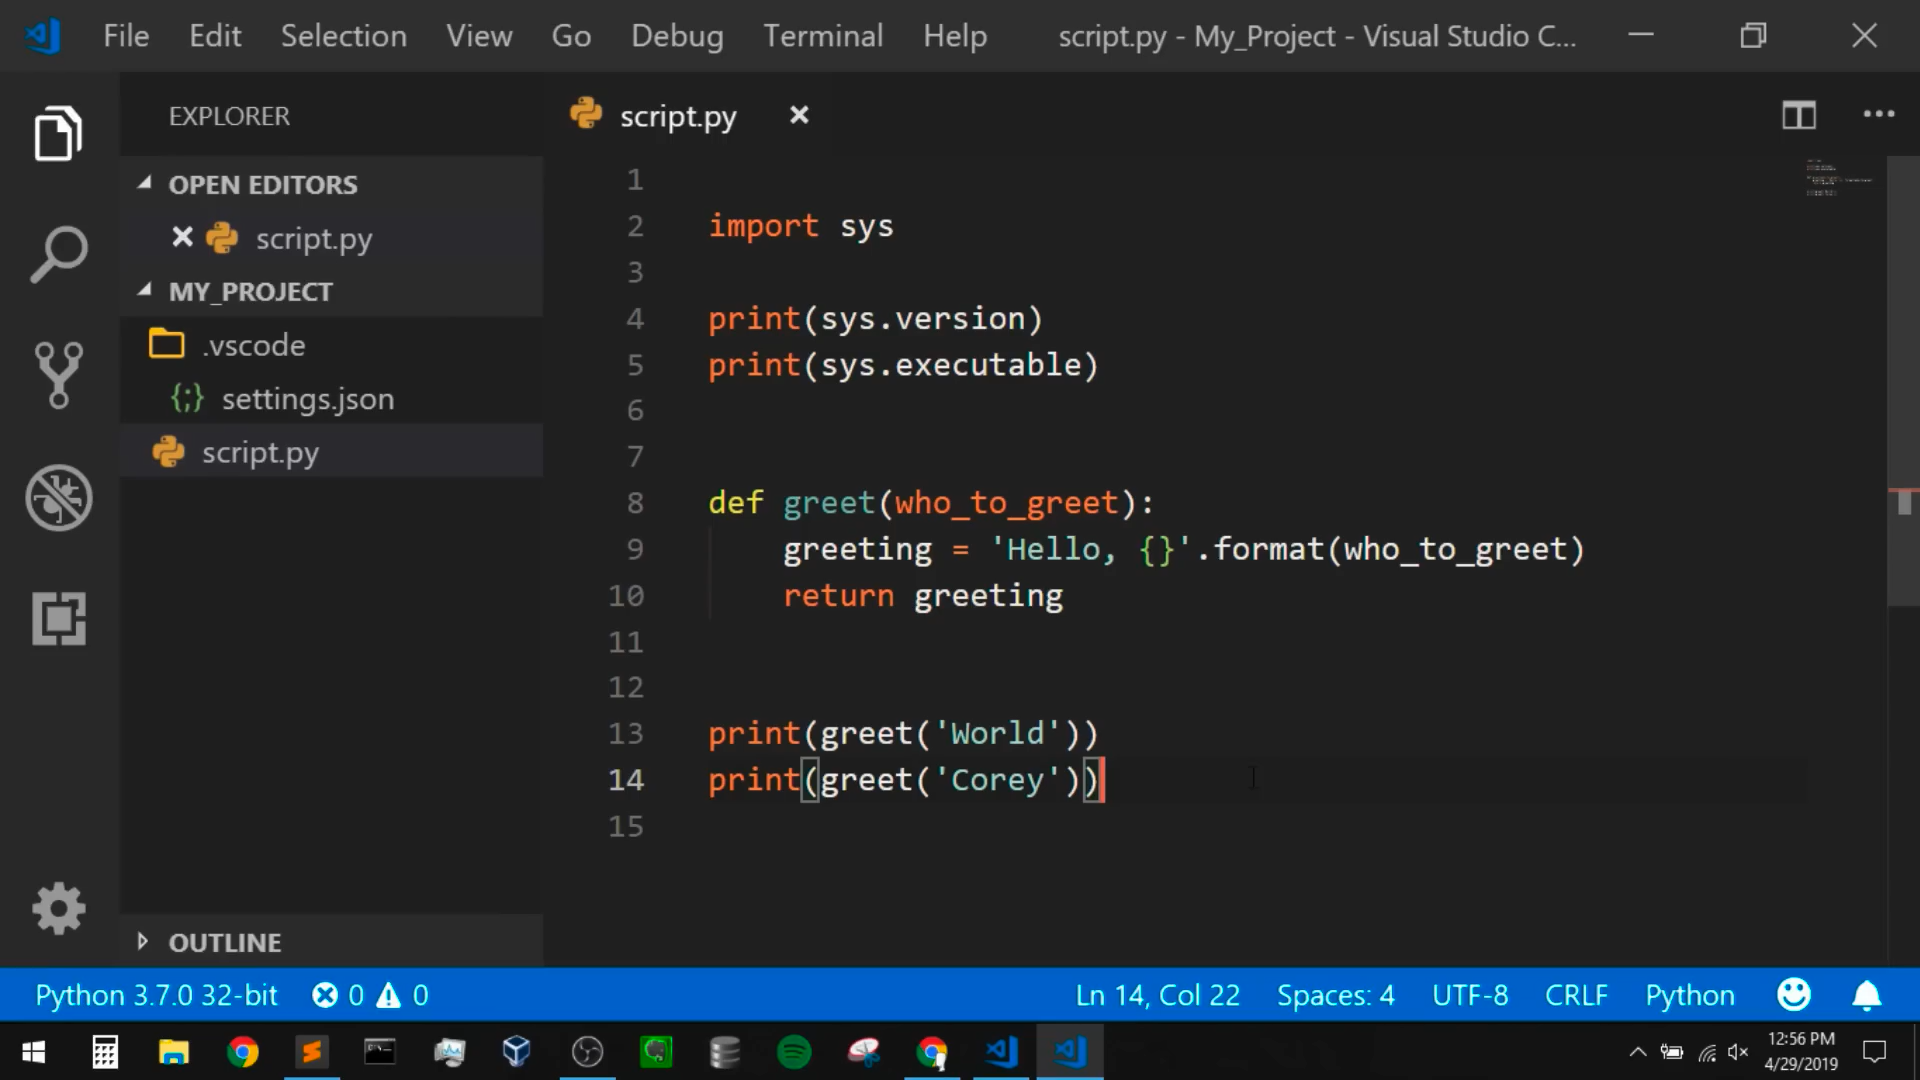 File Edit Selection View Go Debug Terminal Help script.py - My_Project - Visual Studio C...
EXPLORER
OPEN EDITORS
script.py
MY_PROJECT
.vscode
settings.json
script.py
OUTLINE
script.py
1
2 import sys
3
4 print(sys.version)
5 print(sys.executable)
6
7
8 def greet(who_to_greet):
9 greeting = 'Hello, {}'.format(who_to_greet)
10 return greeting
11
12
13 print(greet('World'))
14 print(greet('Corey'))
15
Python 3.7.0 32-bit 0 0 Ln 14, Col 22 Spaces: 4 UTF-8 CRLF Python
12:56 PM
4/29/2019